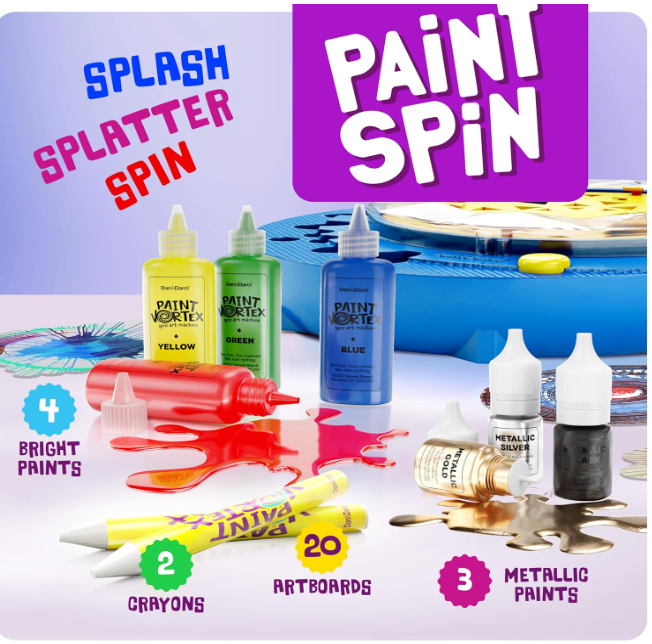 PAiNT
SPiN
SPLASH
SPLATTER
SPIN
Dan&Darci
PAINT
VORTEX
spin art machine
YELLOW
PAINT
VORTEX
spin art machine
GREEN
Dan&Darci
PAINT
VORTEX
spin art machine
BLUE
4
BRIGHT
PAINTS
METALLIC
SILVER
METALLIC
GOLD
VORTEX
PAINT
2
CRAYONS
20
ARTBOARDS
3
METALLIC
PAINTS